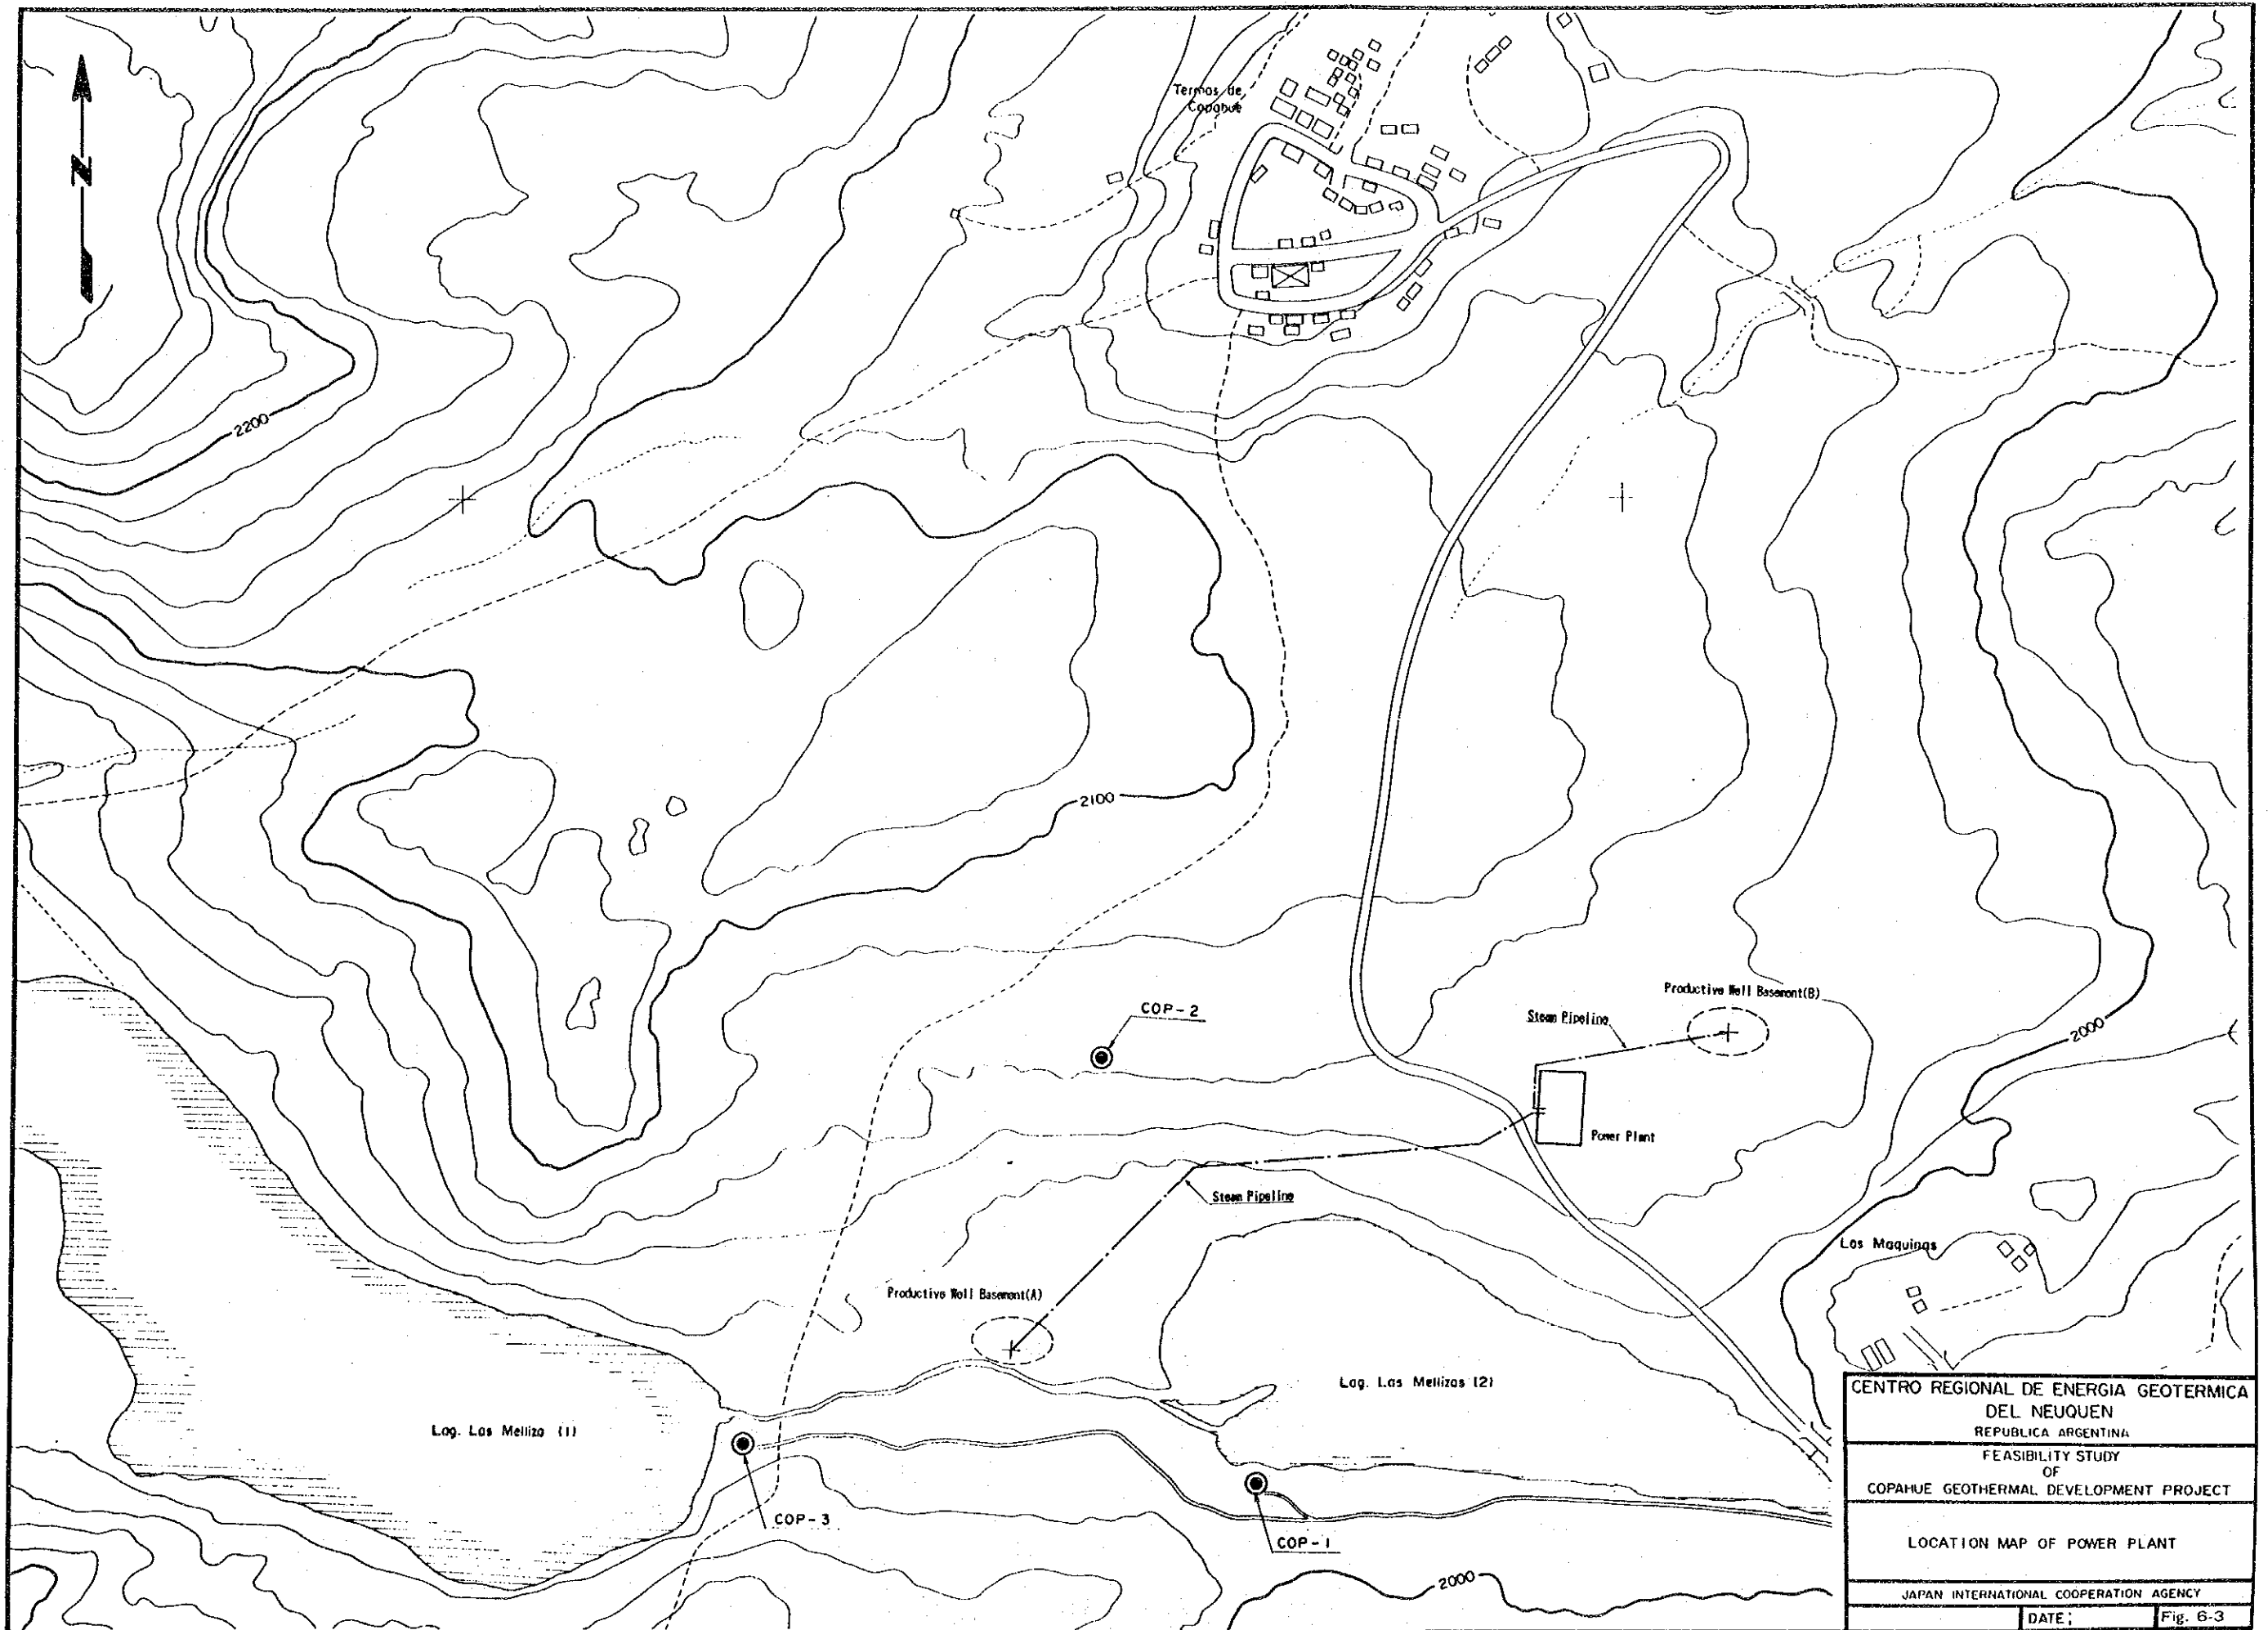 N
Termas de
Copahue
2200
2100
COP-2
Productive Well Basement(B)
Steam Pipeline
2000
Power Plant
Steam Pipeline
Las Maquinas
Productive Well Basement(A)
Lag. Las Mellizas (2)
Lag. Las Melliza (1)
COP-3
COP-1
2000
CENTRO REGIONAL DE ENERGIA GEOTERMICA
DEL NEUQUEN
REPUBLICA ARGENTINA
FEASIBILITY STUDY
OF
COPAHUE GEOTHERMAL DEVELOPMENT PROJECT
LOCATION MAP OF POWER PLANT
JAPAN INTERNATIONAL COOPERATION AGENCY
DATE; Fig. 6-3